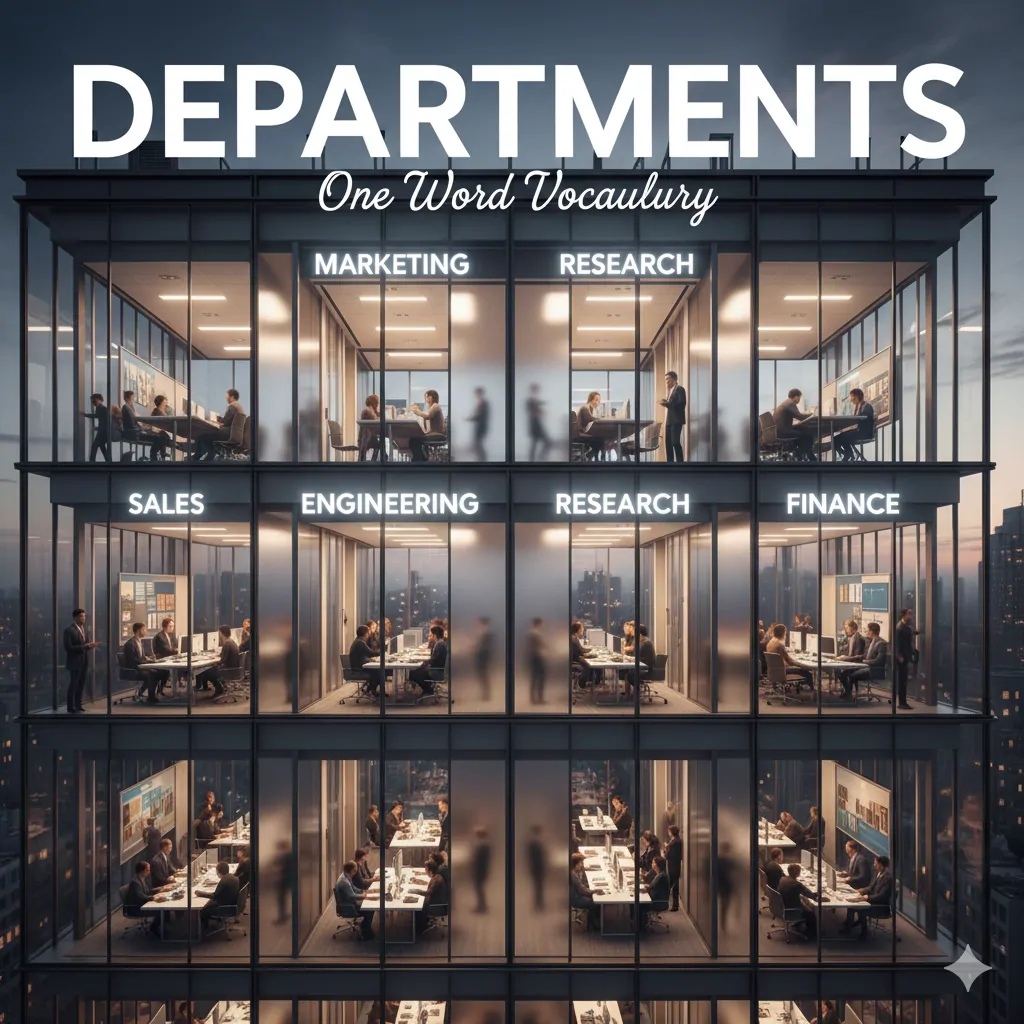 DEPARTMENTS
One Word Vocaulury
MARKETING RESEARCH
SALES ENGINEERING RESEARCH FINANCE